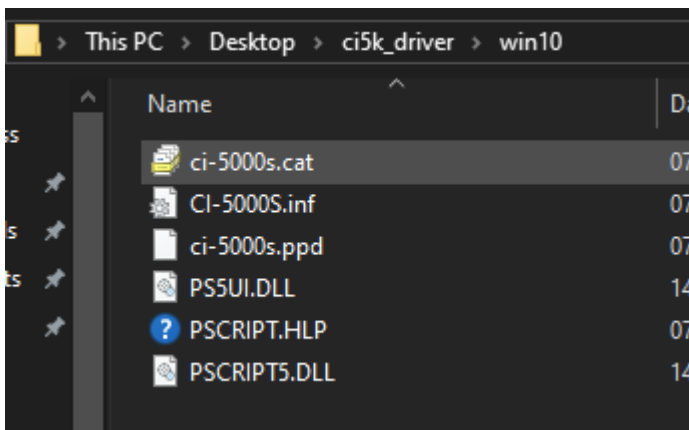 This PC > Desktop > ci5k_driver > win10
Name
ci-5000s.cat 07
CI-5000S.inf 07
ci-5000s.ppd 07
PS5UI.DLL 14
PSCRIPT.HLP 07
PSCRIPT5.DLL 14